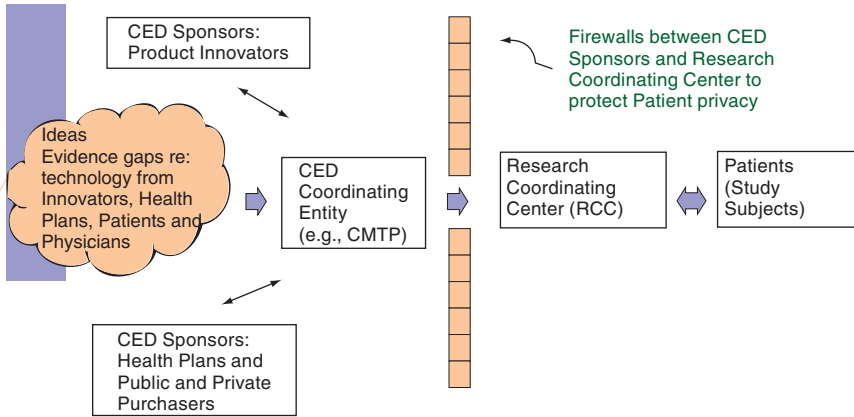 CED Sponsors:
Product Innovators
Firewalls between CED
Sponsors and Research
Coordinating Center to
protect Patient privacy
Ideas
Evidence gaps re:
technology from
Innovators, Health
Plans, Patients and
Physicians
CED
Coordinating
Entity
(e.g., CMTP)
Research
Coordinating
Center (RCC)
Patients
(Study
Subjects)
CED Sponsors:
Health Plans and
Public and Private
Purchasers